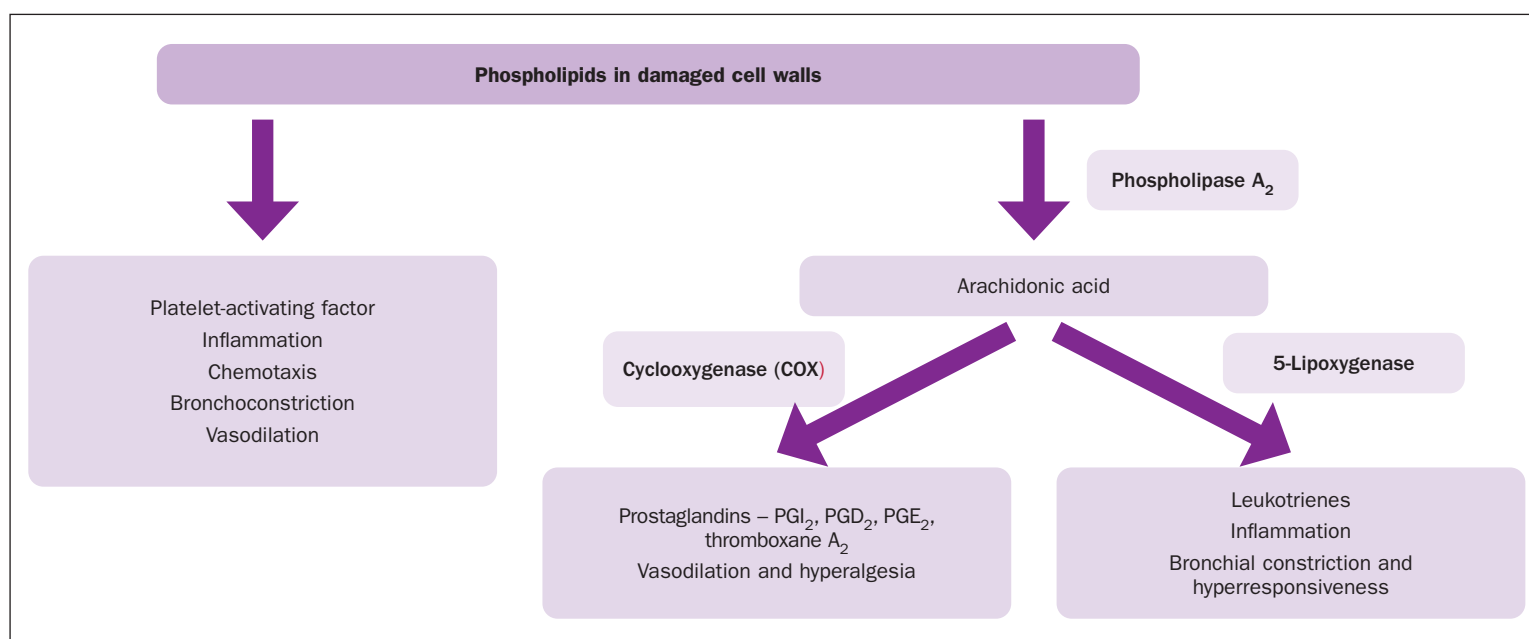 Phospholipids in damaged cell walls
Phospholipase A₂
Platelet-activating factor
Inflammation
Chemotaxis
Bronchoconstriction
Vasodilation
Arachidonic acid
Cyclooxygenase (COX)
5-Lipoxygenase
Prostaglandins – PGI₂, PGD₂, PGE₂,
thromboxane A₂
Vasodilation and hyperalgesia
Leukotrienes
Inflammation
Bronchial constriction and
hyperresponsiveness